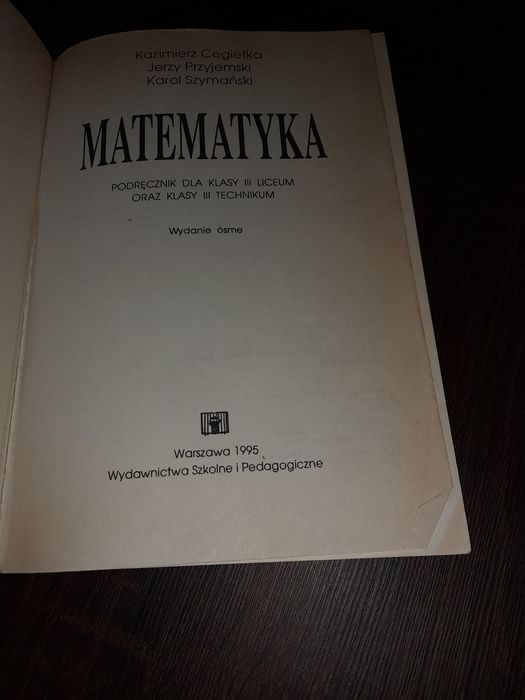 Kazimierz Cegiełka
Jerzy Przyjemski
Karol Szymański
MATEMATYKA
PODRĘCZNIK DLA KLASY III LICEUM
ORAZ KLASY III TECHNIKUM
Wydanie ósme
Warszawa 1995
Wydawnictwa Szkolne i Pedagogiczne